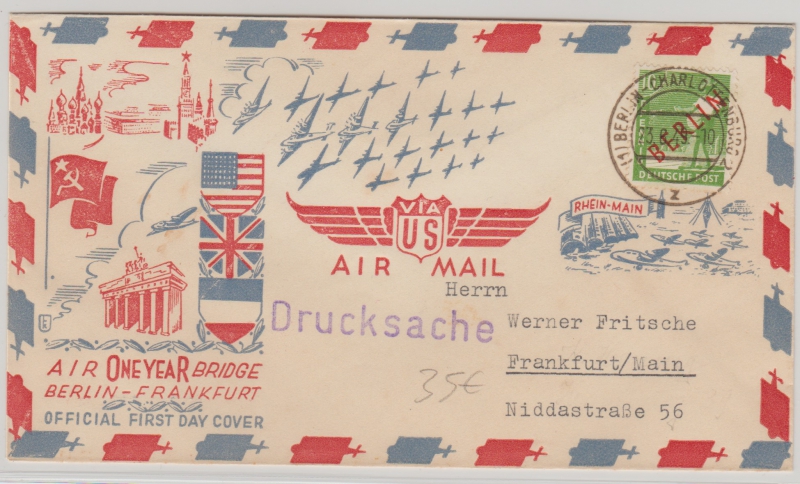 BERLIN-CHARLOTTENBURG
BERLIN
DEUTSCHE POST
z
RHEIN-MAIN
VIA
US
AIR MAIL
Herrn
Drucksache
Werner Fritsche
Frankfurt/Main
Niddastraße 56
35€
AIR ONE YEAR BRIDGE
BERLIN-FRANKFURT
OFFICIAL FIRST DAY COVER